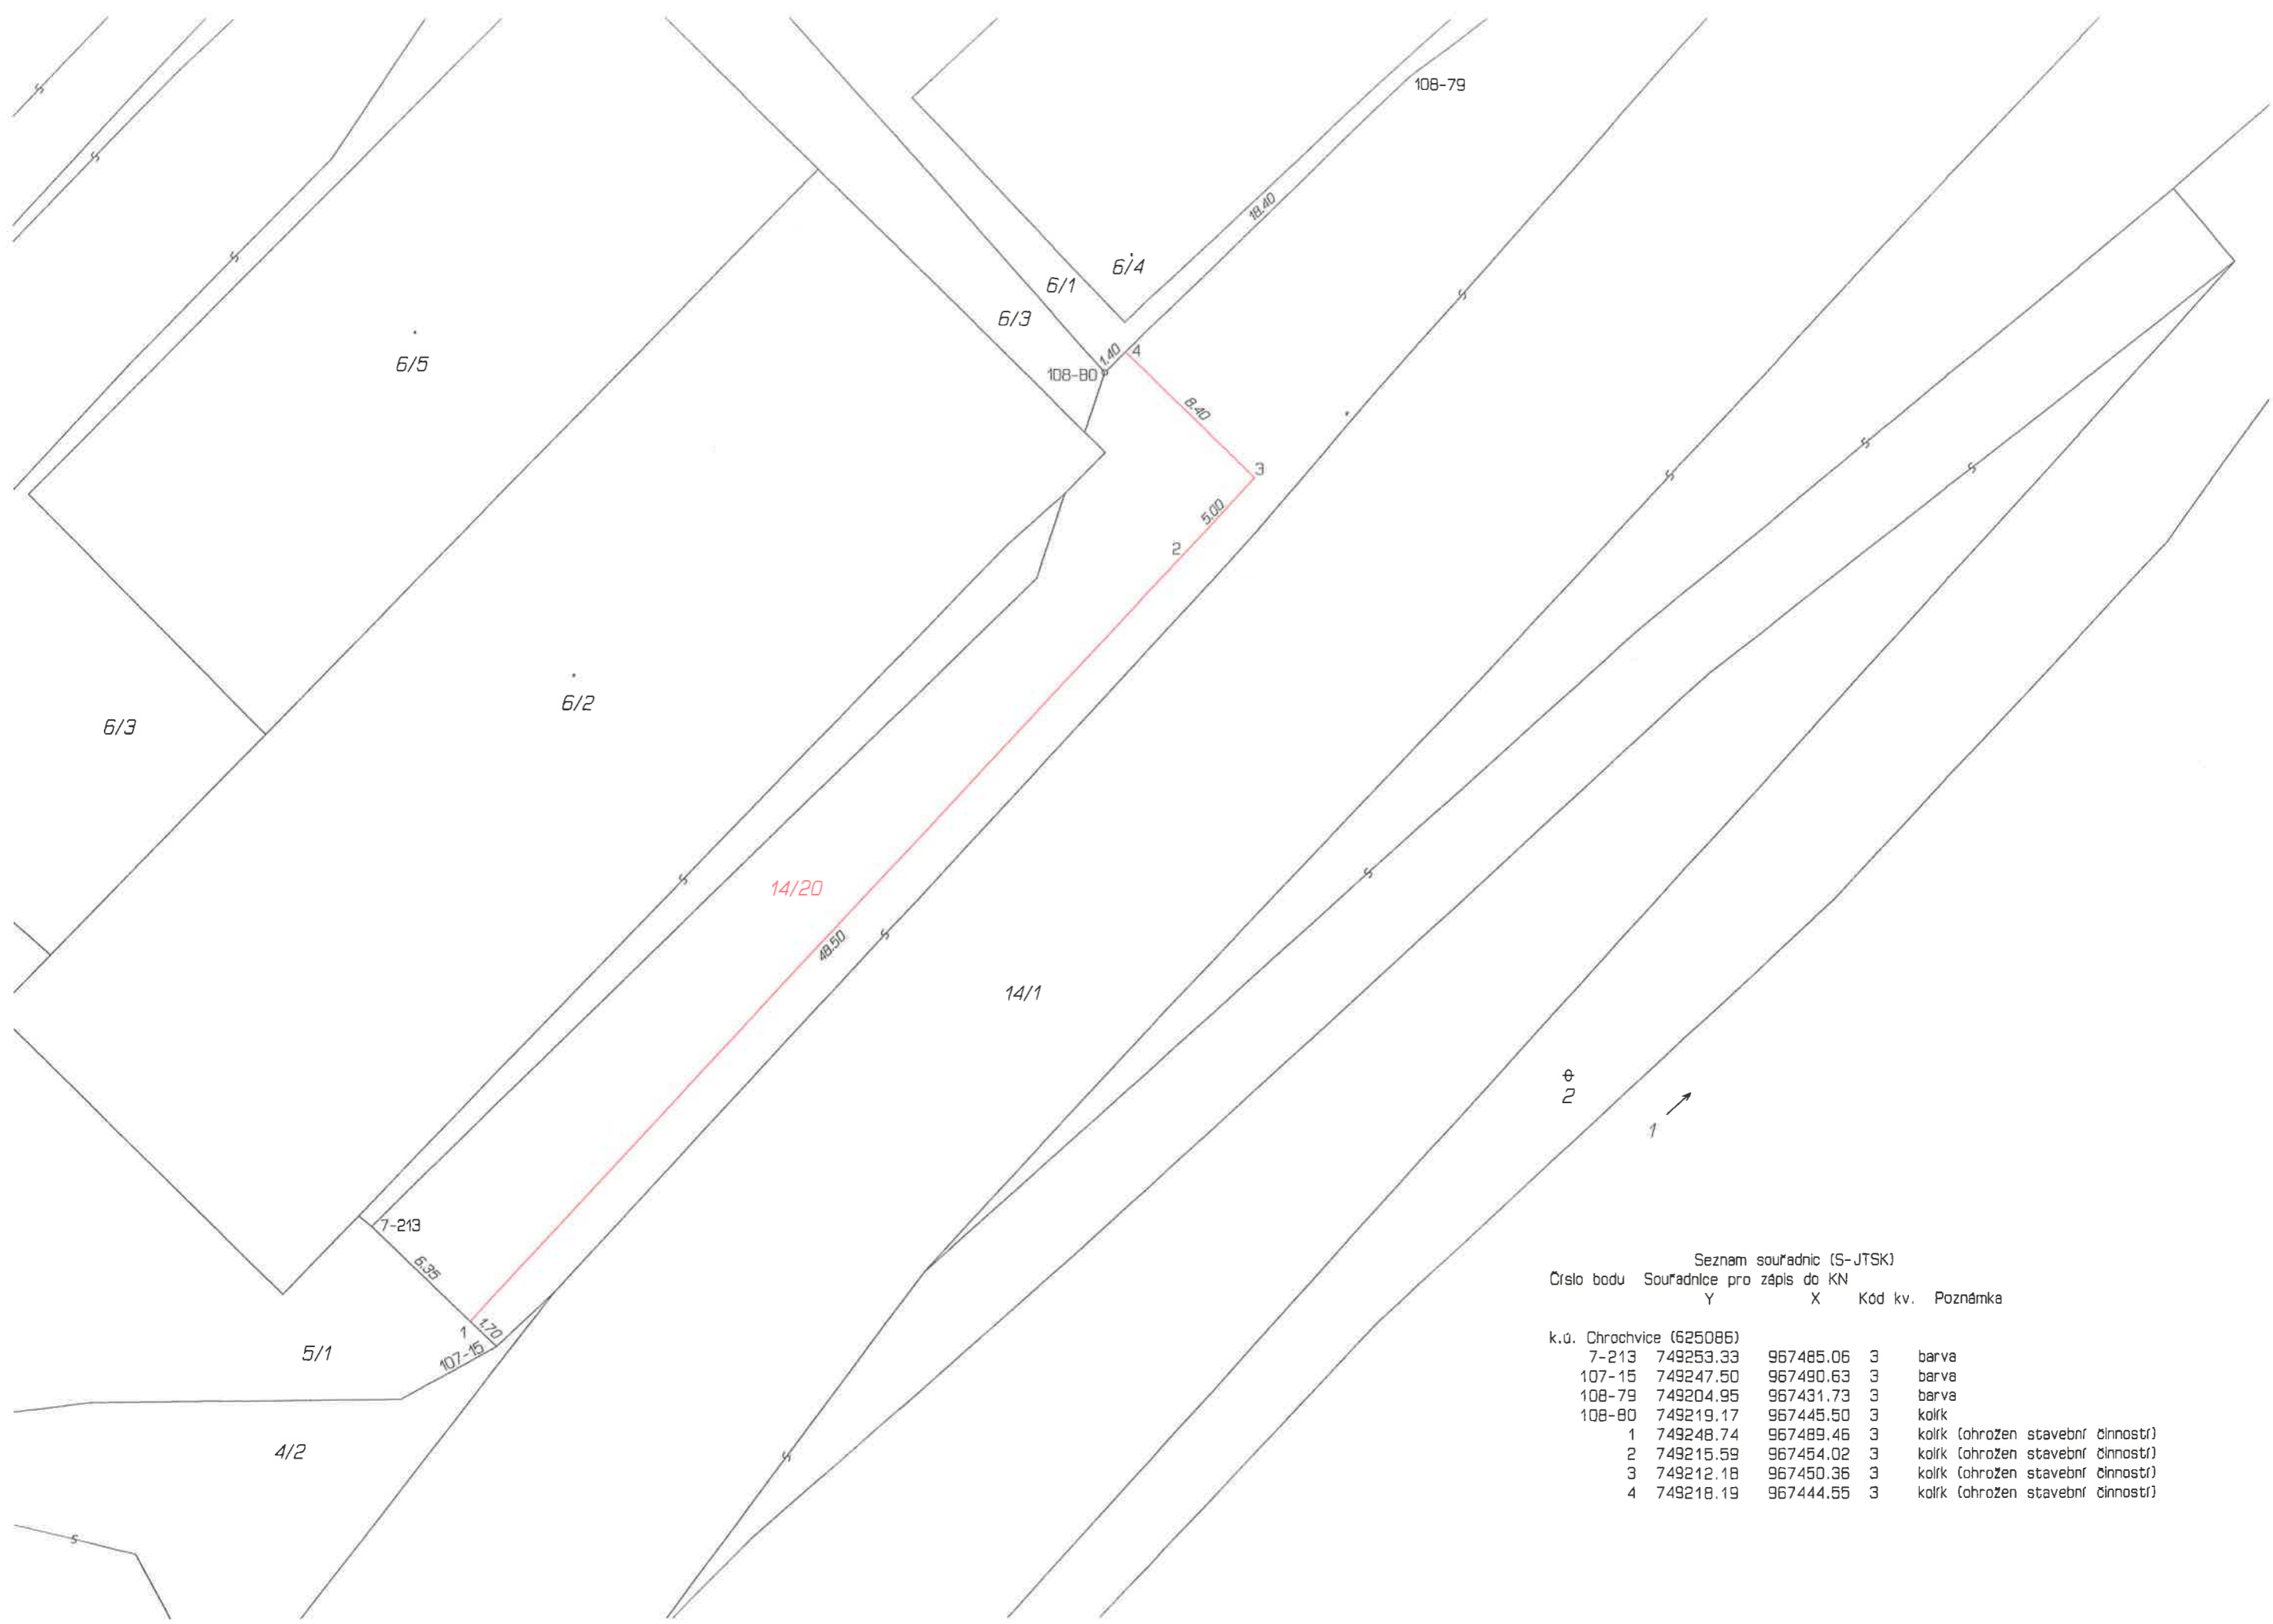 108-79
18.40
6/4
6/1
6/3
6/5
1.40
4
108-80
8.40
3
5.00
2
6/2
6/3
14/20
48.50
14/1
2
1
7-213
6.35
1
1.70
107-15
5/1
4/2
Seznam souřadnic (S-JTSK)
Číslo bodu Souřadnice pro zápis do KN
Y X Kód kv. Poznámka
k.ú. Chrochvice (625086)
7-213 749253.33 967485.06 3 barva
107-15 749247.50 967490.63 3 barva
108-79 749204.95 967431.73 3 barva
108-80 749219.17 967445.50 3 kolík
1 749248.74 967489.46 3 kolík (ohrožen stavební činností)
2 749215.59 967454.02 3 kolík (ohrožen stavební činností)
3 749212.18 967450.36 3 kolík (ohrožen stavební činností)
4 749218.19 967444.55 3 kolík (ohrožen stavební činností)